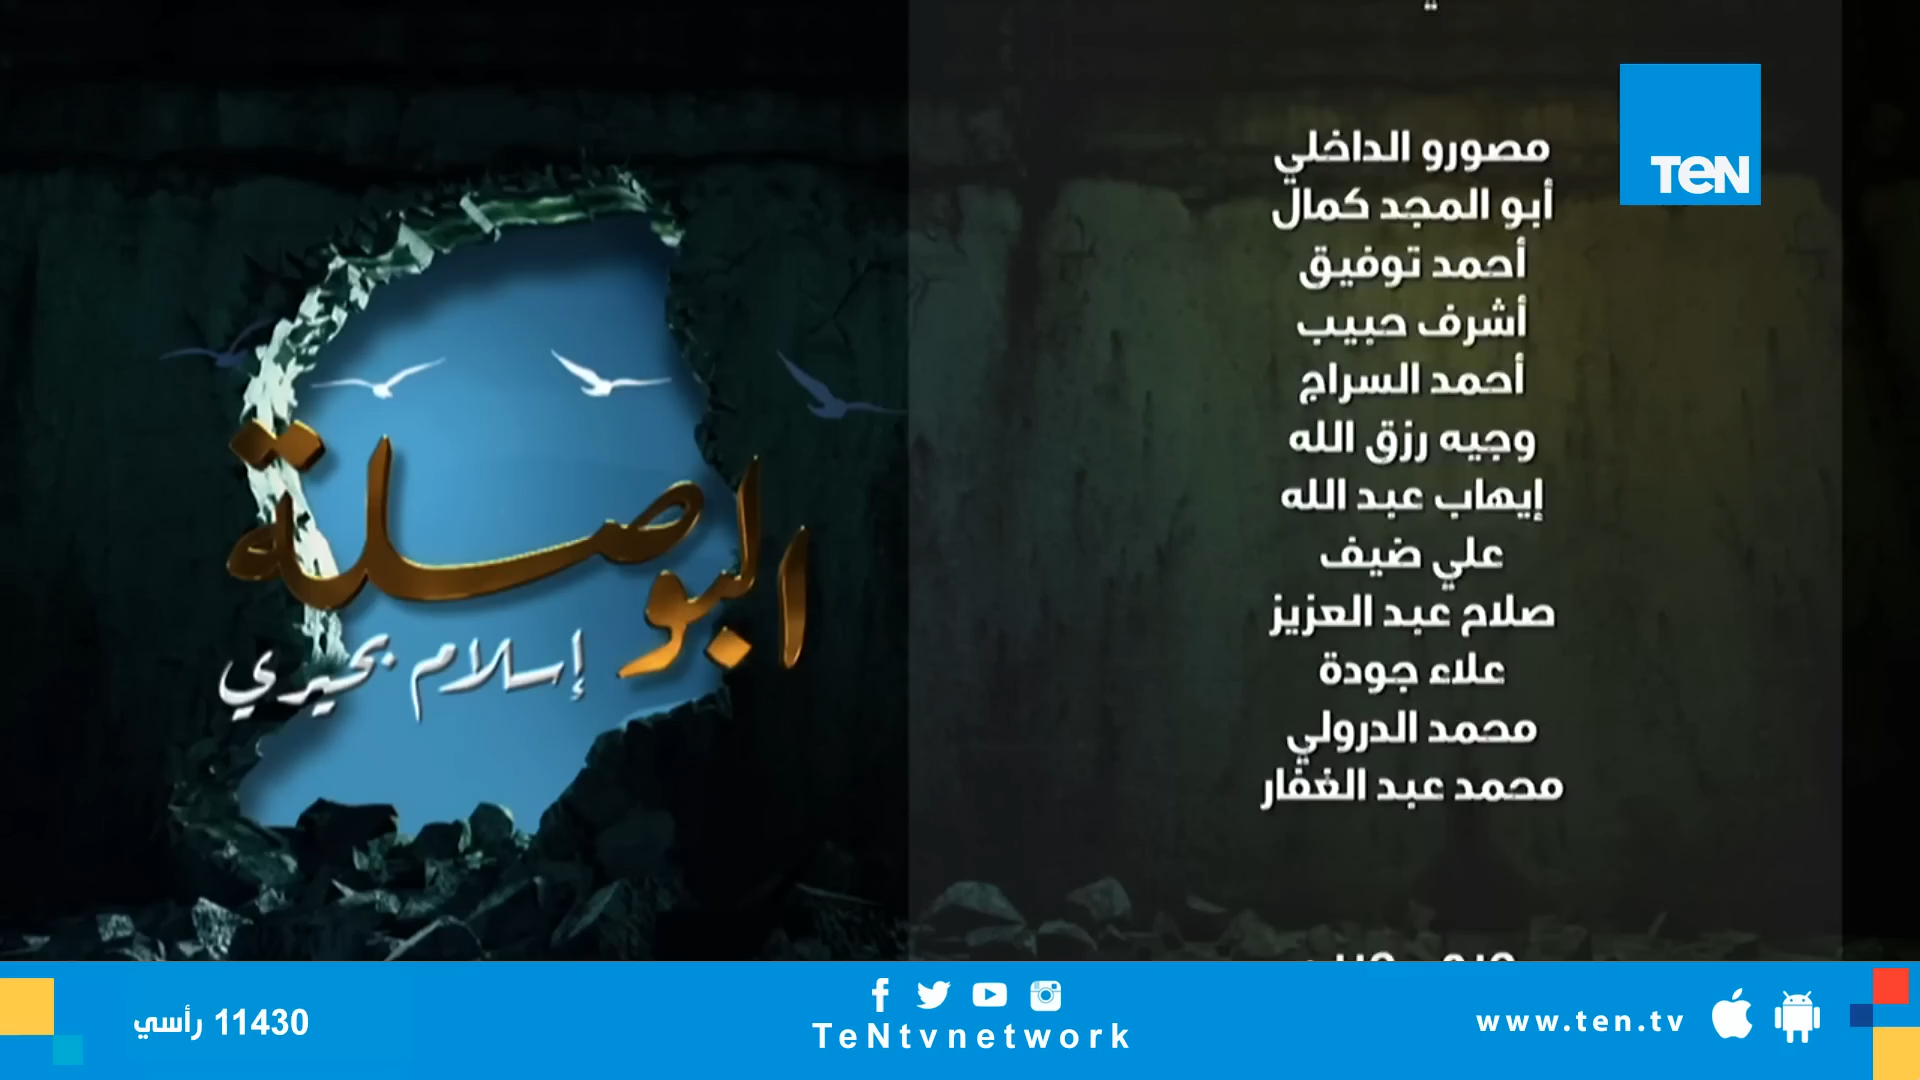 مصورو الداخلي
أبو المجد كمال
أحمد توفيق
أشرف حبيب
أحمد السراج
وجيه رزق الله
إيهاب عبد الله
علي ضيف
صلاح عبد العزيز
علاء جودة
محمد الدرولي
محمد عبد الغفار
TeN
البوصلة
إسلام بحيري
11430 رأسي
TeNtvnetwork
www.ten.tv